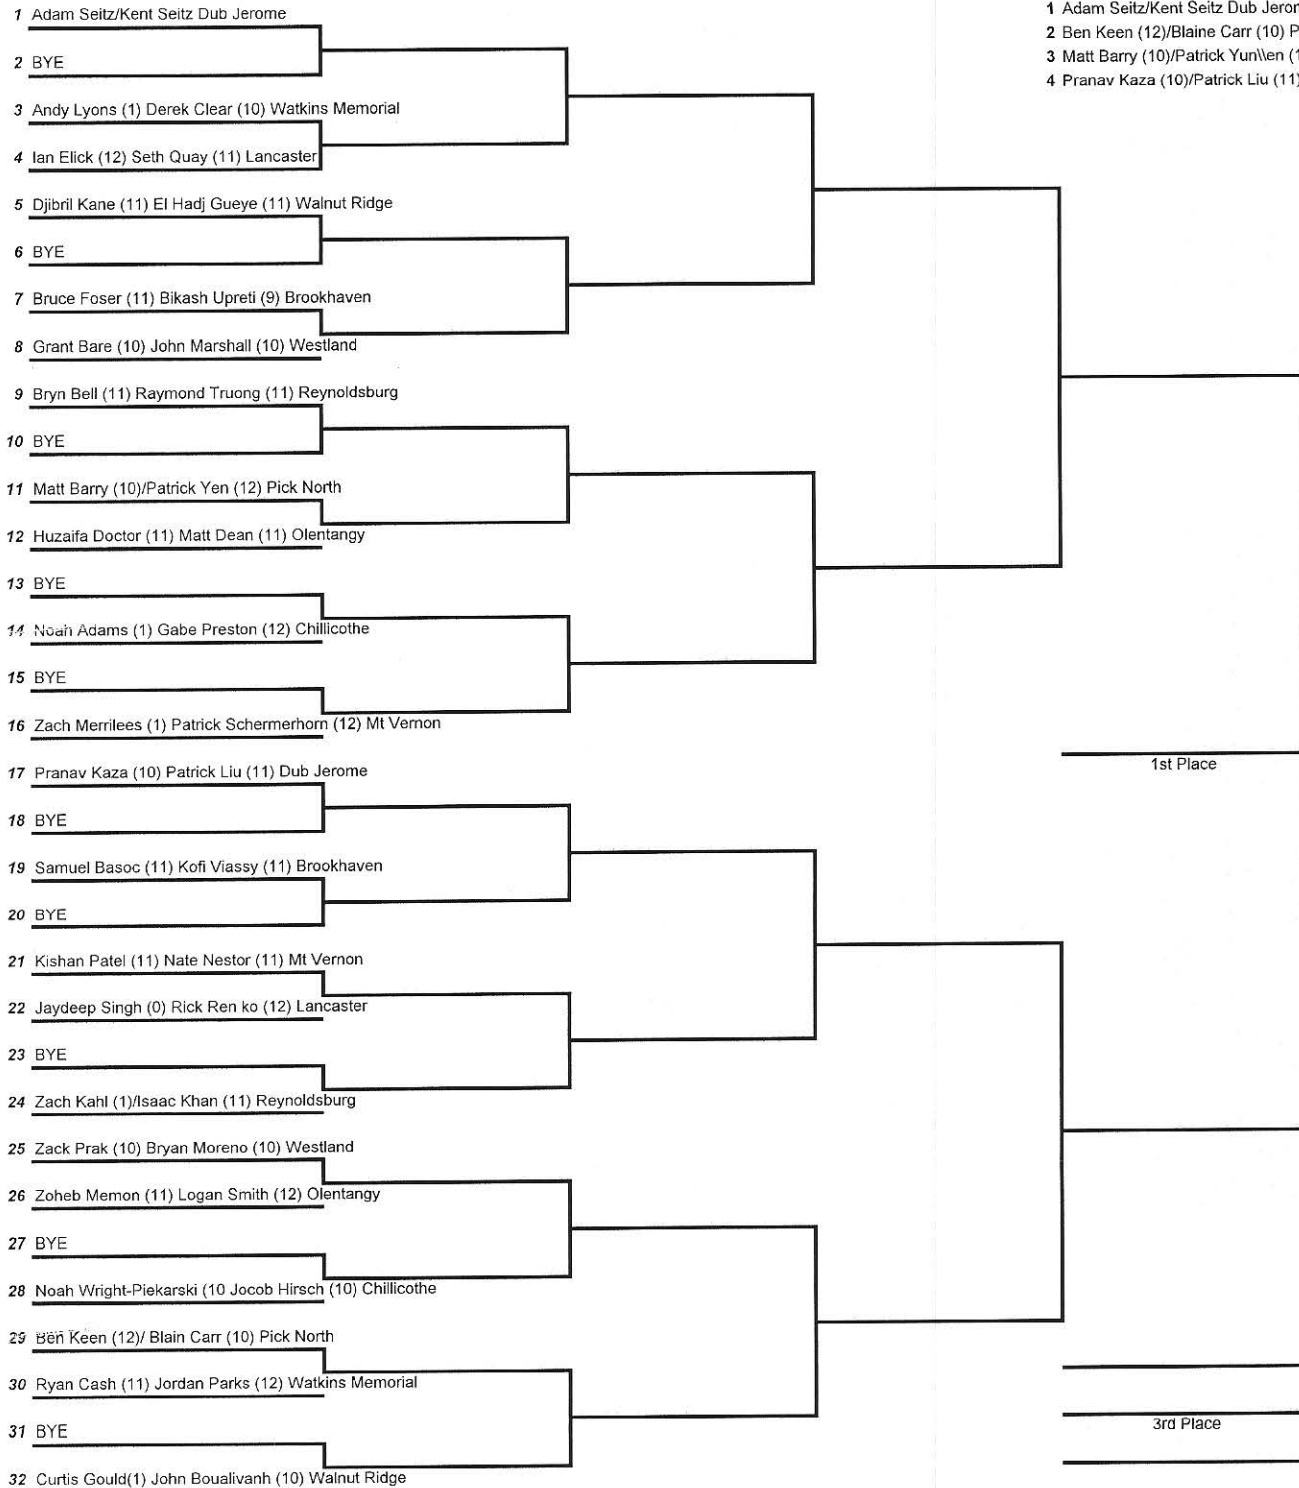 1 Adam Seitz/Kent Seitz Dub Jerome
2 BYE
3 Andy Lyons (1) Derek Clear (10) Watkins Memorial
4 Ian Elick (12) Seth Quay (11) Lancaster
5 Djibril Kane (11) El Hadj Gueye (11) Walnut Ridge
6 BYE
7 Bruce Foser (11) Bikash Upreti (9) Brookhaven
8 Grant Bare (10) John Marshall (10) Westland
9 Bryn Bell (11) Raymond Truong (11) Reynoldsburg
10 BYE
11 Matt Barry (10)/Patrick Yen (12) Pick North
12 Huzaifa Doctor (11) Matt Dean (11) Olentangy
13 BYE
14 Noah Adams (1) Gabe Preston (12) Chillicothe
15 BYE
16 Zach Merrilees (1) Patrick Schermerhorn (12) Mt Vernon
17 Pranav Kaza (10) Patrick Liu (11) Dub Jerome
18 BYE
19 Samuel Basoc (11) Kofi Viassy (11) Brookhaven
20 BYE
21 Kishan Patel (11) Nate Nestor (11) Mt Vernon
22 Jaydeep Singh (0) Rick Ren ko (12) Lancaster
23 BYE
24 Zach Kahl (1)/Isaac Khan (11) Reynoldsburg
25 Zack Prak (10) Bryan Moreno (10) Westland
26 Zoheb Memon (11) Logan Smith (12) Olentangy
27 BYE
28 Noah Wright-Piekarski (10 Jocob Hirsch (10) Chillicothe
29 Ben Keen (12)/ Blain Carr (10) Pick North
30 Ryan Cash (11) Jordan Parks (12) Watkins Memorial
31 BYE
32 Curtis Gould(1) John Boualivanh (10) Walnut Ridge
1 Adam Seitz/Kent Seitz Dub
2 Ben Keen (12)/Blaine Carr (10)
3 Matt Barry (10)/Patrick Yun\\en
4 Pranav Kaza (10)/Patrick Liu (11)
1st Place
3rd Place